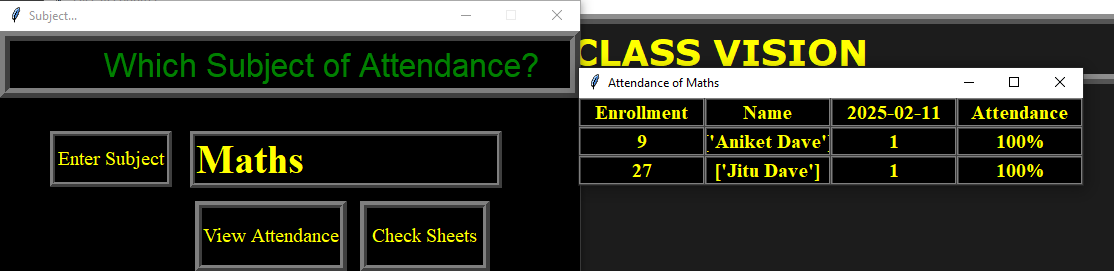 Subject...
Which Subject of Attendance?
Enter Subject
Maths
View Attendance
Check Sheets
CLASS VISION
Attendance of Maths
Enrollment Name 2025-02-11 Attendance
9 ['Aniket Dave'] 1 100%
27 ['Jitu Dave'] 1 100%